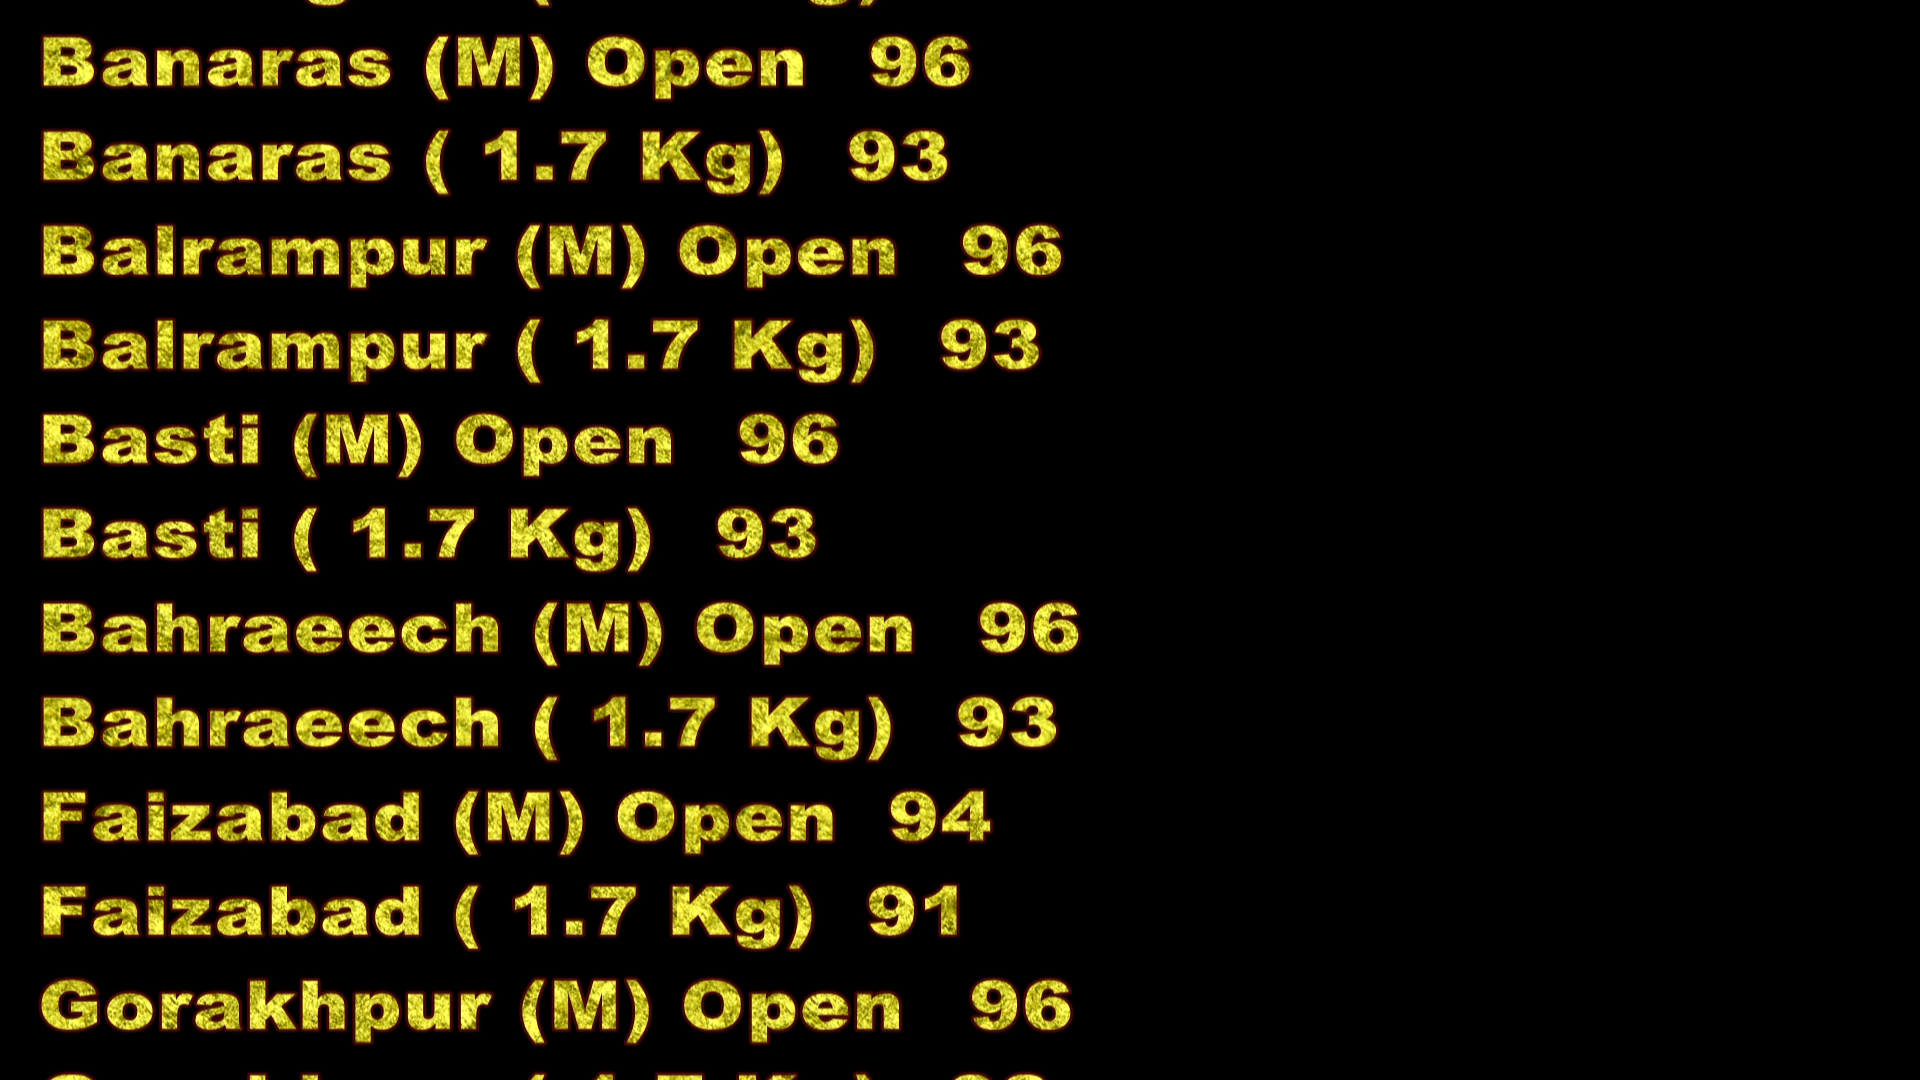 Banaras (M) Open 96
Banaras ( 1.7 Kg) 93
Balrampur (M) Open 96
Balrampur ( 1.7 Kg) 93
Basti (M) Open 96
Basti ( 1.7 Kg) 93
Bahraeech (M) Open 96
Bahraeech ( 1.7 Kg) 93
Faizabad (M) Open 94
Faizabad ( 1.7 Kg) 91
Gorakhpur (M) Open 96